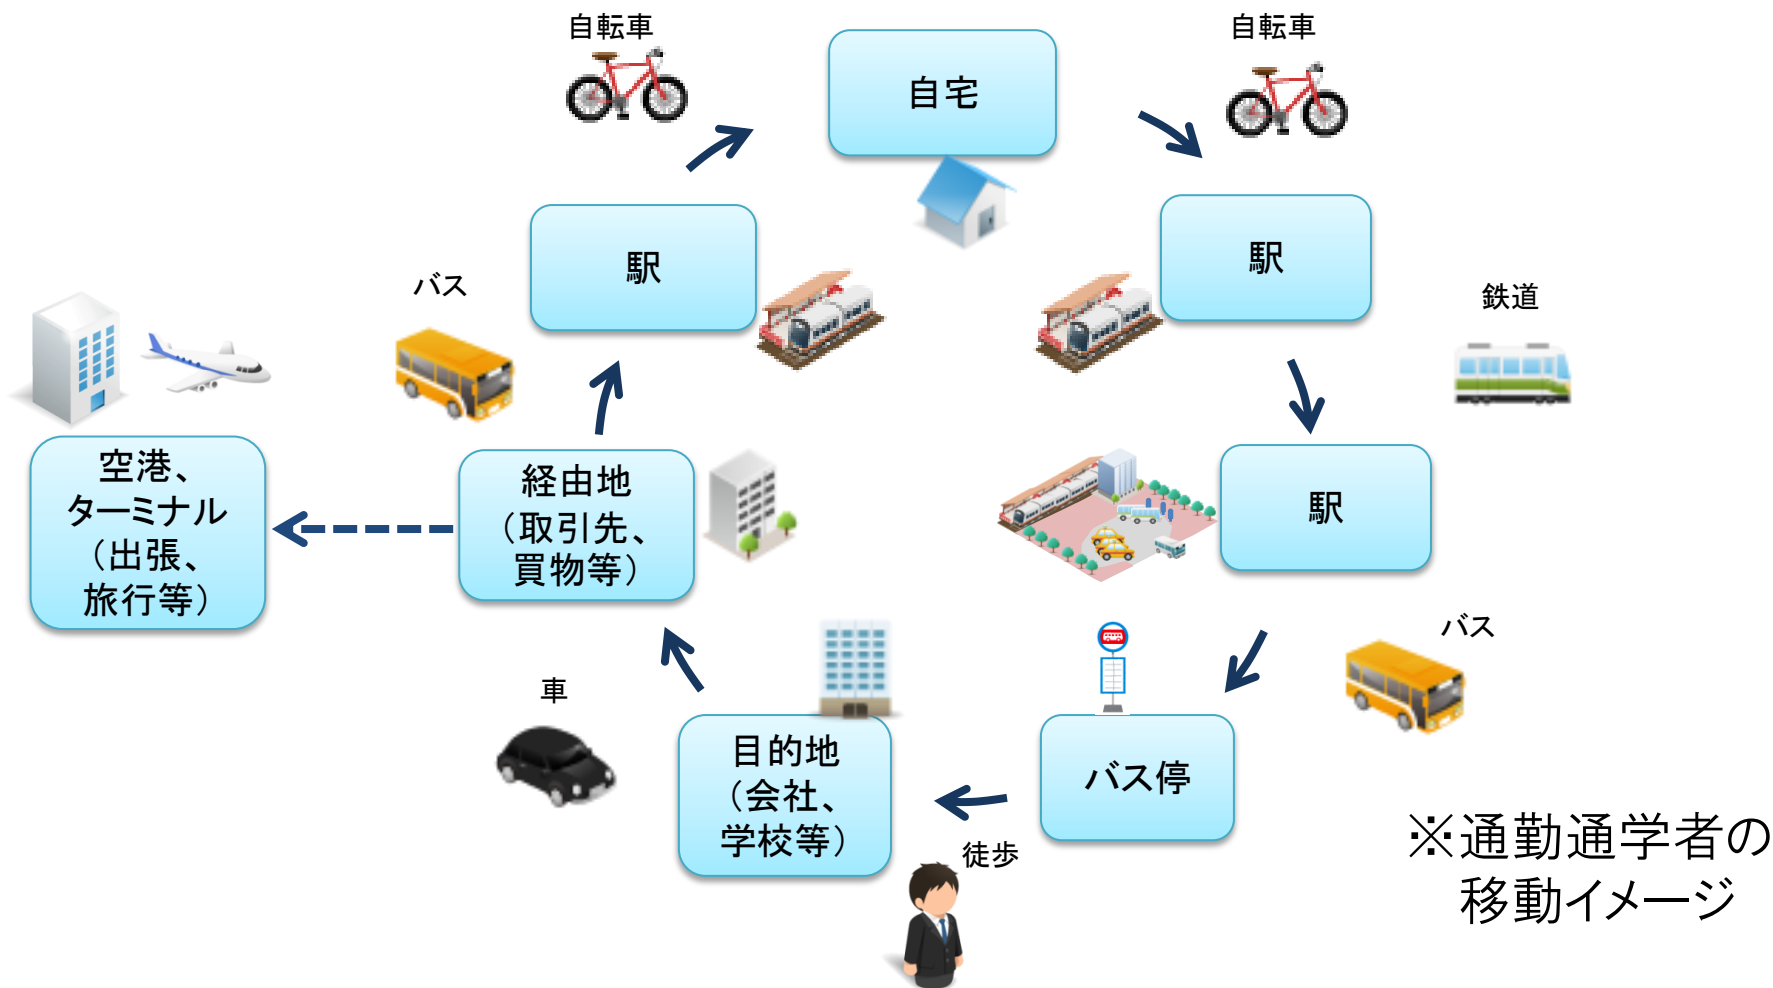 自転車
自宅
自転車
駅
駅
バス
鉄道
空港、
ターミナル
（出張、
旅行等）
経由地
（取引先、
買物等）
駅
バス
車
目的地
（会社、
学校等）
バス停
徒歩
※通勤通学者の
移動イメージ